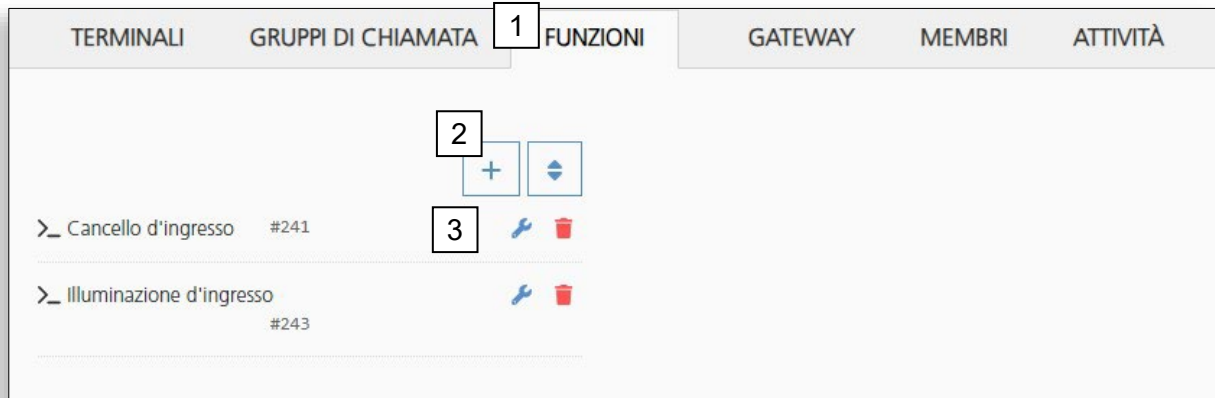 TERMINALI GRUPPI DI CHIAMATA 1 FUNZIONI GATEWAY MEMBRI ATTIVITÀ
2
+
>_ Cancello d'ingresso #241 3
>_ Illuminazione d'ingresso
#243